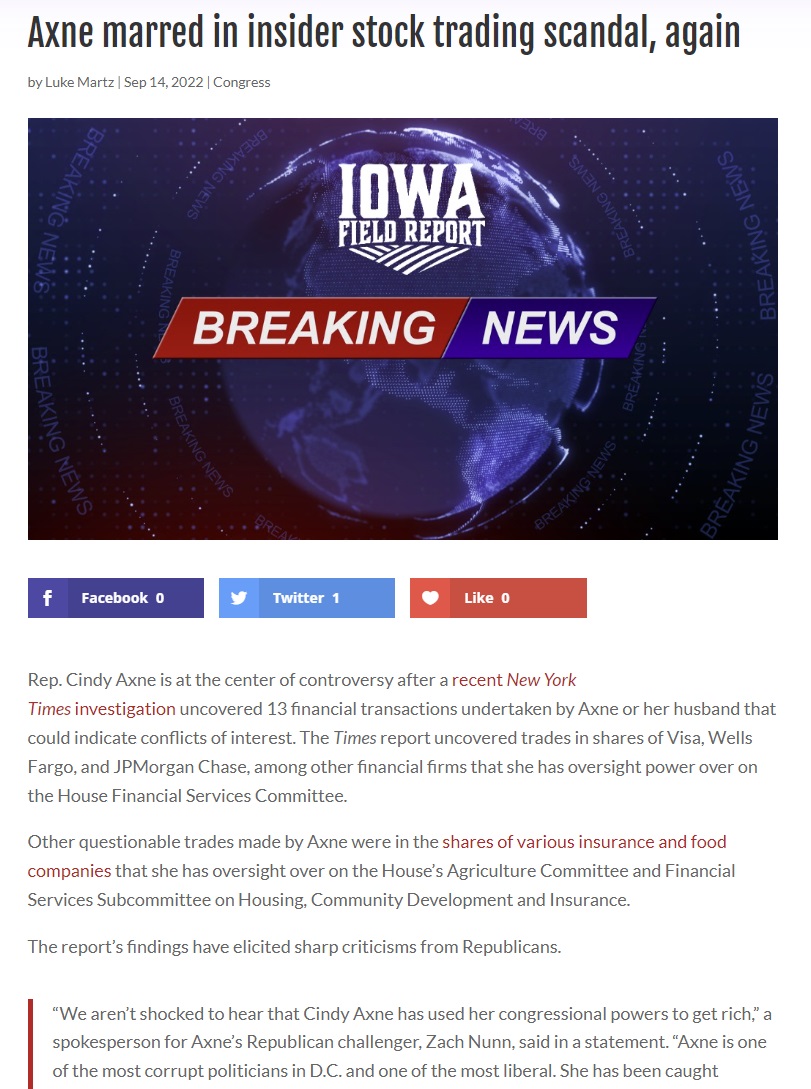 Axne marred in insider stock trading scandal, again
by Luke Martz | Sep 14, 2022 | Congress
BREAKING NEWS
BREAKING NEWS
BREAKING NEWS
BREAKING NEWS
BREAKING NEWS
IOWA
FIELD REPORT
BREAKING NEWS
BREAKING NEWS
BREAKING NEWS
BREAKING NEWS
BREAKING NEWS
BREAKING NEWS
Facebook 0
Twitter 1
Like 0
Rep. Cindy Axne is at the center of controversy after a recent New York
Times investigation uncovered 13 financial transactions undertaken by Axne or her husband that
could indicate conflicts of interest. The Times report uncovered trades in shares of Visa, Wells
Fargo, and JPMorgan Chase, among other financial firms that she has oversight power over on
the House Financial Services Committee.
Other questionable trades made by Axne were in the shares of various insurance and food
companies that she has oversight over on the House’s Agriculture Committee and Financial
Services Subcommittee on Housing, Community Development and Insurance.
The report’s findings have elicited sharp criticisms from Republicans.
“We aren’t shocked to hear that Cindy Axne has used her congressional powers to get rich,” a
spokesperson for Axne’s Republican challenger, Zach Nunn, said in a statement. “Axne is one
of the most corrupt politicians in D.C. and one of the most liberal. She has been caught